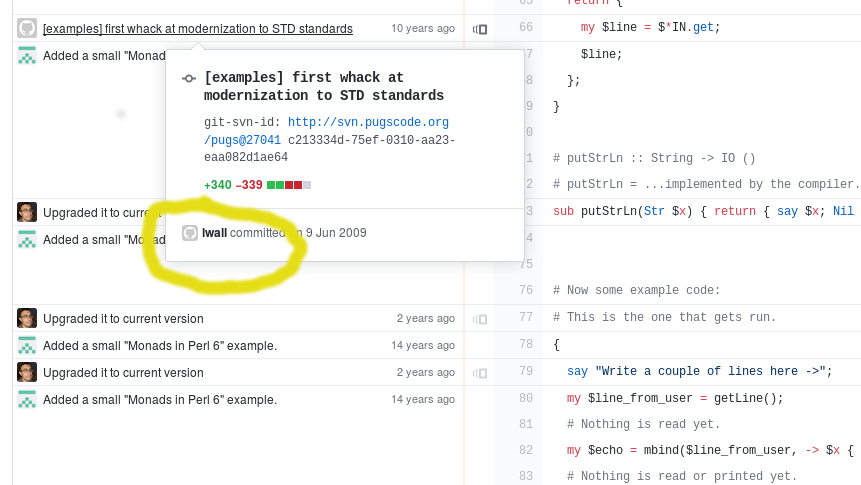 65 return {
[examples] first whack at modernization to STD standards 10 years ago 66 my $line = $*IN.get;
Added a small "Monad 7 $line;
[examples] first whack at
modernization to STD standards
8 };
9 }
git-svn-id: http://svn.pugscode.org
/pugs@27041 c213334d-75ef-0310-aa23-
eaa082d1ae64
0
1 # putStrLn :: String -> IO ()
+340 −339
2 # putStrLn = ...implemented by the compiler.
Upgraded it to current 3 sub putStrLn(Str $x) { return { say $x; Nil
Added a small "Monad 4
lwall committed on 9 Jun 2009
75
76 # Now some example code:
Upgraded it to current version 2 years ago 77 # This is the one that gets run.
Added a small "Monads in Perl 6" example. 14 years ago 78 {
Upgraded it to current version 2 years ago 79 say "Write a couple of lines here ->";
Added a small "Monads in Perl 6" example. 14 years ago 80 my $line_from_user = getLine();
81 # Nothing is read yet.
82 my $echo = mbind($line_from_user, -> $x {
83 # Nothing is read or printed yet.